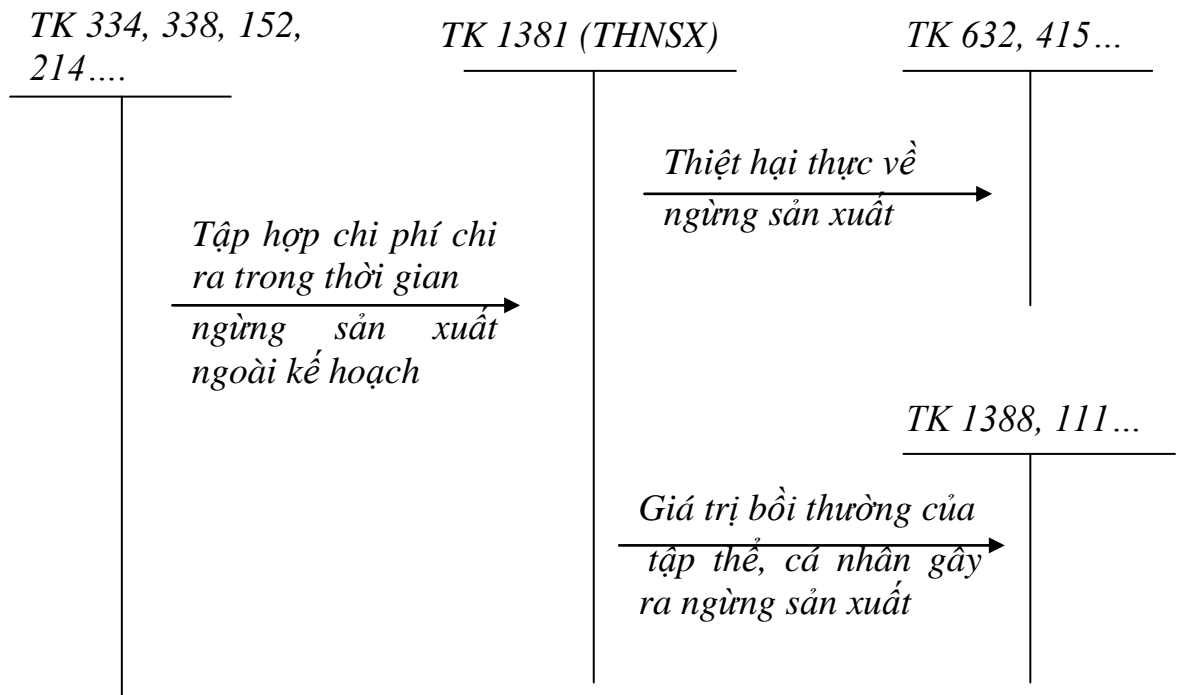 TK 334, 338, 152,
214....
TK 1381 (THNSX)
TK 632, 415…
Thiệt hại thực về
ngừng sản xuất
Tập hợp chi phí chi
ra trong thời gian
ngừng sản xuất
ngoài kế hoạch
TK 1388, 111…
Giá trị bồi thường của
tập thể, cá nhân gây
ra ngừng sản xuất